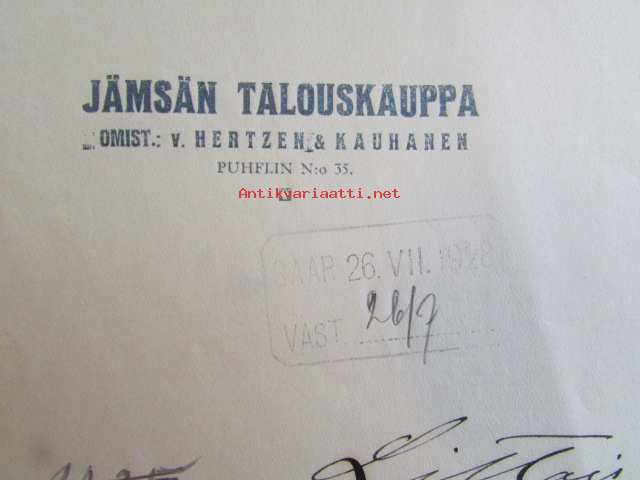 JÄMSÄN TALOUSKAUPPA
OMIST.: v. HERTZEN & KAUHANEN
PUHELIN N:o 35.
Antikvariaatti.net
SAAP. 26. VII. 1928
VAST. 26/7